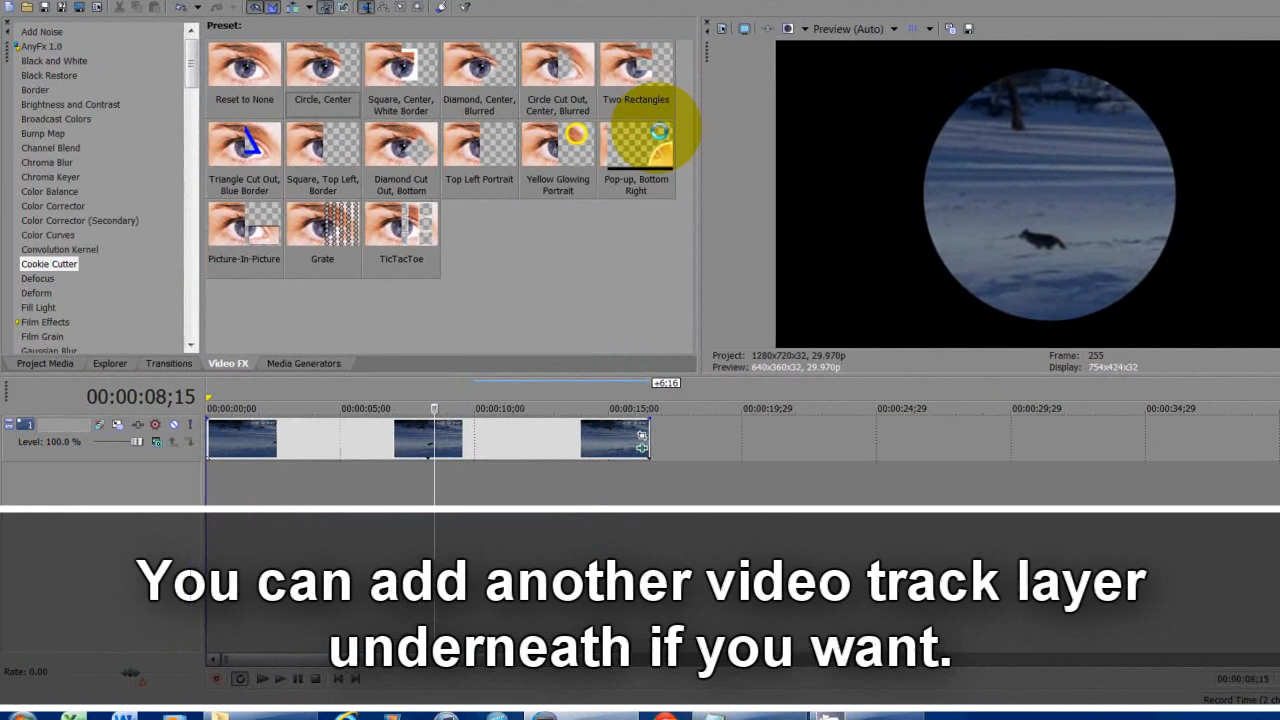 Preset:
Add Noise
AnyFx 1.0
Black and White
Black Restore
Border
Brightness and Contrast
Broadcast Colors
Bump Map
Channel Blend
Chroma Blur
Chroma Keyer
Color Balance
Color Corrector
Color Corrector (Secondary)
Color Curves
Convolution Kernel
Cookie Cutter
Defocus
Deform
Fill Light
Film Effects
Film Grain
Gaussian Blur
Reset to None
Circle, Center
Square, Center,
White Border
Diamond, Center,
Blurred
Circle Cut Out,
Center, Blurred
Two Rectangles
Triangle Cut Out,
Blue Border
Square, Top Left,
Border
Diamond Cut
Out, Bottom
Top Left Portrait
Yellow Glowing
Portrait
Pop-up, Bottom
Right
Picture-In-Picture
Grate
TicTacToe
Project Media
Explorer
Transitions
Video FX
Media Generators
Preview (Auto)
Project: 1280x720x32, 29.970p
Preview: 640x360x32, 29.970p
Frame: 255
Display: 754x424x32
00:00:08;15
+6;16
00:00:00;00 00:00:05;00 00:00:10;00 00:00:15;00 00:00:19;29 00:00:24;29 00:00:29;29 00:00:34;29
1
Level: 100.0 %
You can add another video track layer
underneath if you want.
Rate: 0.00
00:00:08;15
Record Time (2 ch